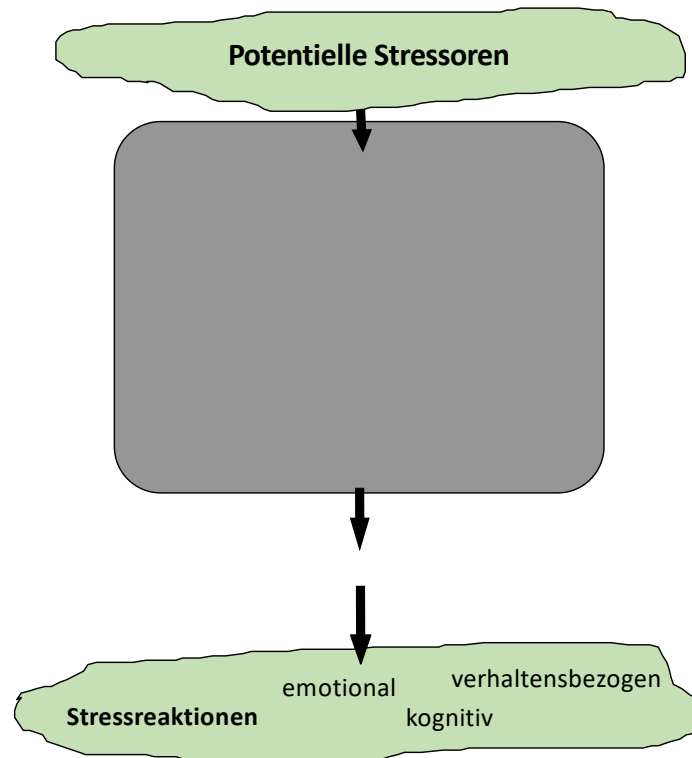 Potentielle Stressoren
emotional
verhaltensbezogen
Stressreaktionen
kognitiv